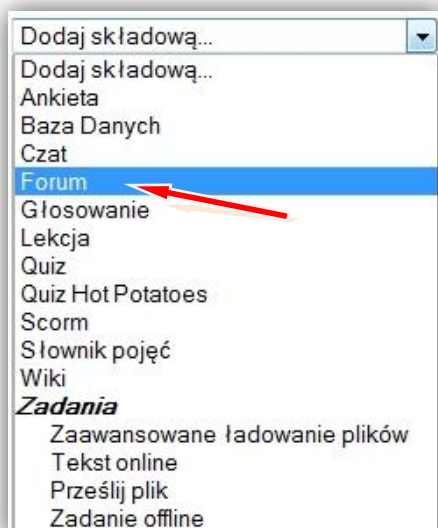 Dodaj składową...
Dodaj składową...
Ankieta
Baza Danych
Czat
Forum
Głosowanie
Lekcja
Quiz
Quiz Hot Potatoes
Scorm
Słownik pojęć
Wiki
Zadania
Zaawansowane ładowanie plików
Tekst online
Prześlij plik
Zadanie offline